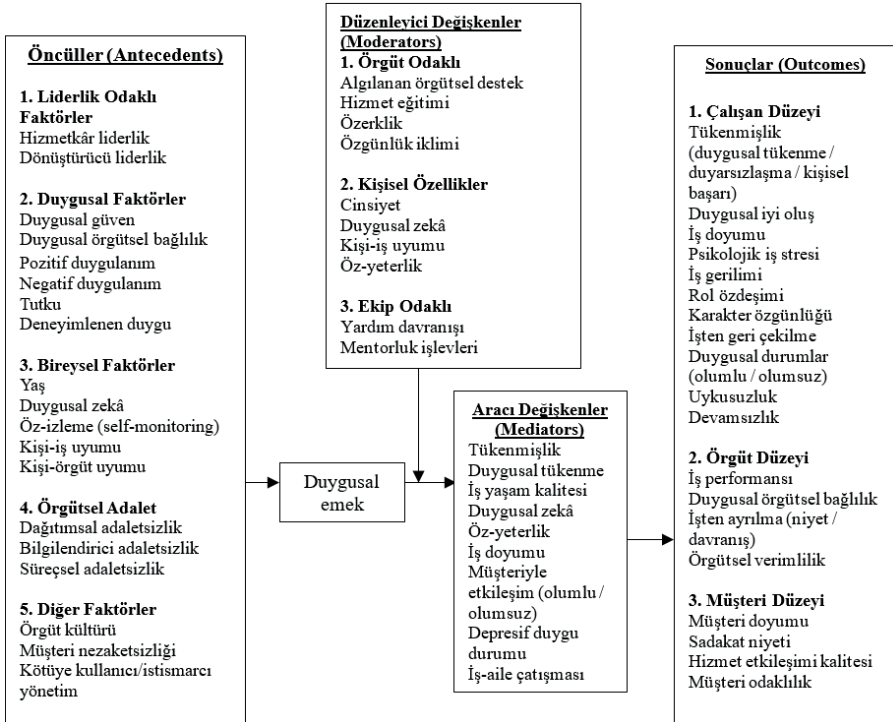 Öncüller (Antecedents)
1. Liderlik Odaklı
Faktörler
Hizmetkâr liderlik
Dönüştürücü liderlik
2. Duygusal Faktörler
Duygusal güven
Duygusal örgütsel bağlılık
Pozitif duygulanım
Negatif duygulanım
Tutku
Deneyimlenen duygu
3. Bireysel Faktörler
Yaş
Duygusal zekâ
Öz-izleme (self-monitoring)
Kişi-iş uyumu
Kişi-örgüt uyumu
4. Örgütsel Adalet
Dağıtımsal adaletsizlik
Bilgilendirici adaletsizlik
Süreçsel adaletsizlik
5. Diğer Faktörler
Örgüt kültürü
Müşteri nezaketsizliği
Kötüye kullanıcı/istismarcı
yönetim
Duygusal
emek
Düzenleyici Değişkenler
(Moderators)
1. Örgüt Odaklı
Algılanan örgütsel destek
Hizmet eğitimi
Özerklik
Özgünlük iklimi
2. Kişisel Özellikler
Cinsiyet
Duygusal zekâ
Kişi-iş uyumu
Öz-yeterlik
3. Ekip Odaklı
Yardım davranışı
Mentorluk işlevleri
Aracı Değişkenler
(Mediators)
Tükenmişlik
Duygusal tükenme
İş yaşam kalitesi
Duygusal zekâ
Öz-yeterlik
İş doyumu
Müşteriyle
etkileşim (olumlu /
olumsuz)
Depresif duygu
durumu
İş-aile çatışması
Sonuçlar (Outcomes)
1. Çalışan Düzeyi
Tükenmişlik
(duygusal tükenme /
duyarsızlaşma / kişisel
başarı)
Duygusal iyi oluş
İş doyumu
Psikolojik iş stresi
İş gerilimi
Rol özdeşimi
Karakter özgünlüğü
İşten geri çekilme
Duygusal durumlar
(olumlu / olumsuz)
Uykusuzluk
Devamsızlık
2. Örgüt Düzeyi
İş performansı
Duygusal örgütsel bağlılık
İşten ayrılma (niyet /
davranış)
Örgütsel verimlilik
3. Müşteri Düzeyi
Müşteri doyumu
Sadakat niyeti
Hizmet etkileşimi kalitesi
Müşteri odaklılık